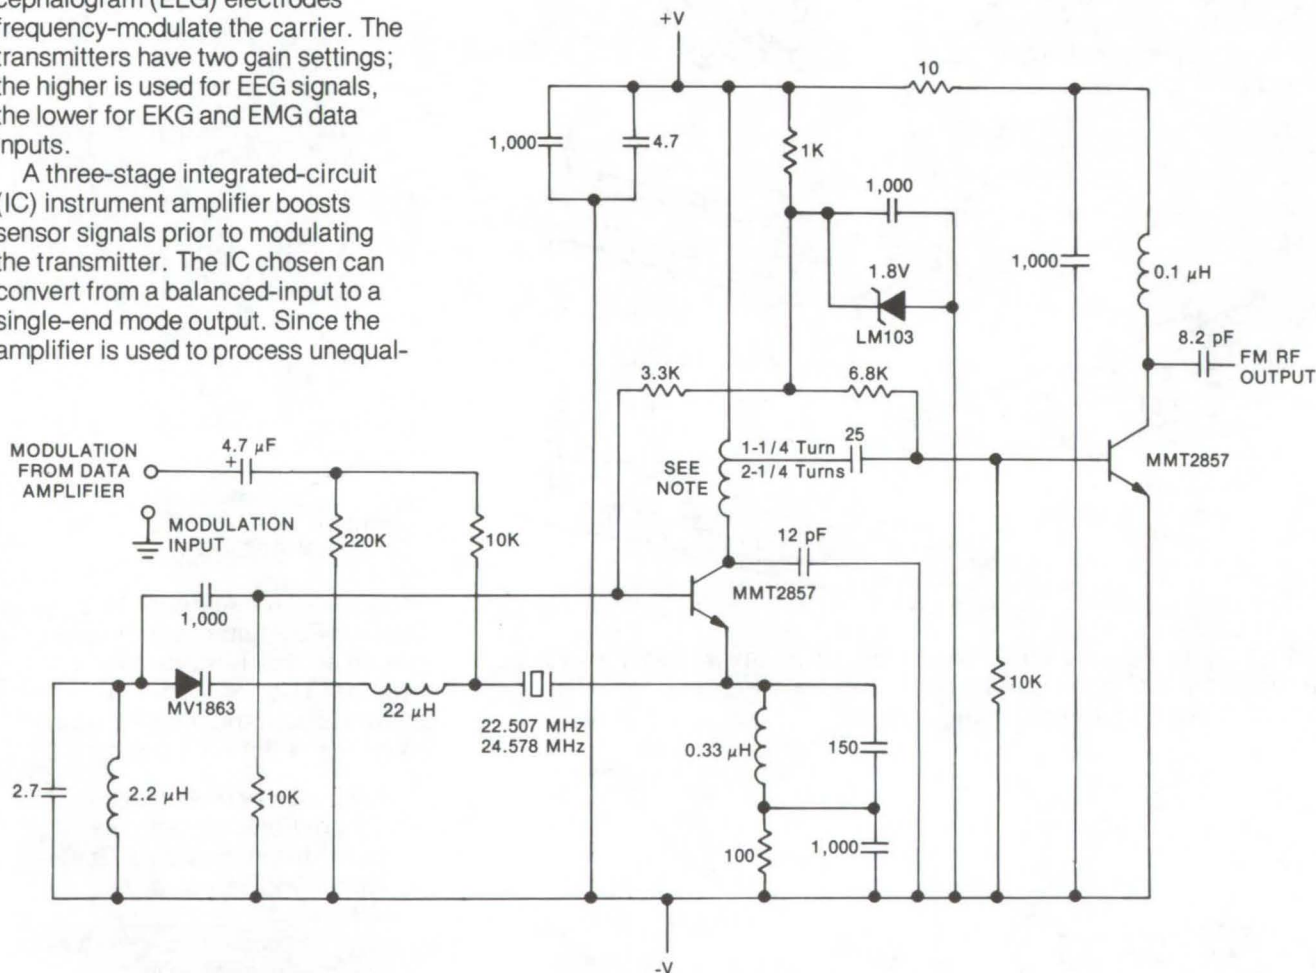 cephalogram (EEG) electrodes
frequency-modulate the carrier. The
transmitters have two gain settings;
the higher is used for EEG signals,
the lower for EKG and EMG data
inputs.
A three-stage integrated-circuit
(IC) instrument amplifier boosts
sensor signals prior to modulating
the transmitter. The IC chosen can
convert from a balanced-input to a
single-end mode output. Since the
amplifier is used to process unequal-
+V
10
1,000
4.7
1K
1,000
1.8V
LM103
1,000
0.1 µH
8.2 pF
FM RF
OUTPUT
3.3K
6.8K
MODULATION
FROM DATA
AMPLIFIER
4.7 µF
+
MODULATION
INPUT
220K
10K
SEE
NOTE
1-1/4 Turn
2-1/4 Turns
25
MMT2857
12 pF
MMT2857
1,000
MV1863
22 µH
22.507 MHz
24.578 MHz
10K
2.7
2.2 µH
10K
0.33 µH
150
100
1,000
-V